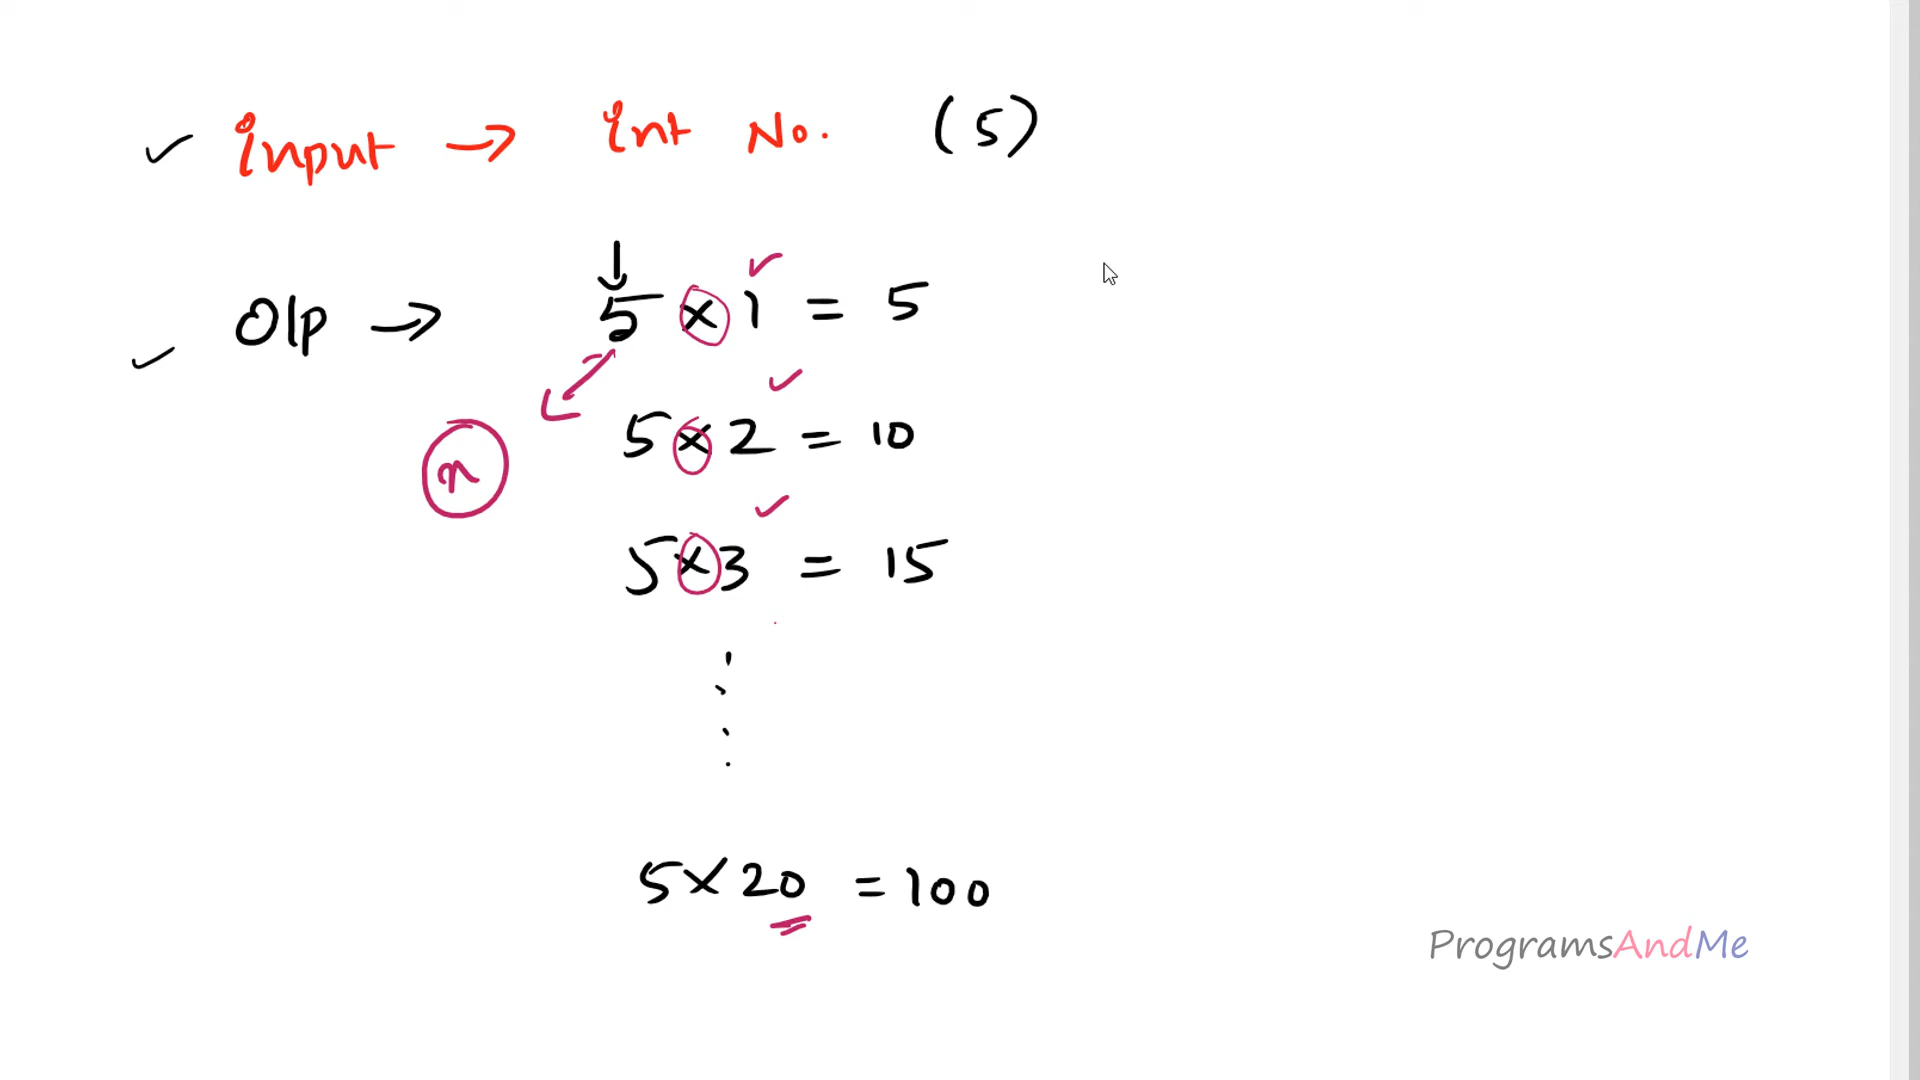 Input → int No. (5)
O/p → 5 × 1 = 5
5 × 2 = 10
n
5 × 3 = 15
5 × 20 = 100
ProgramsAndMe